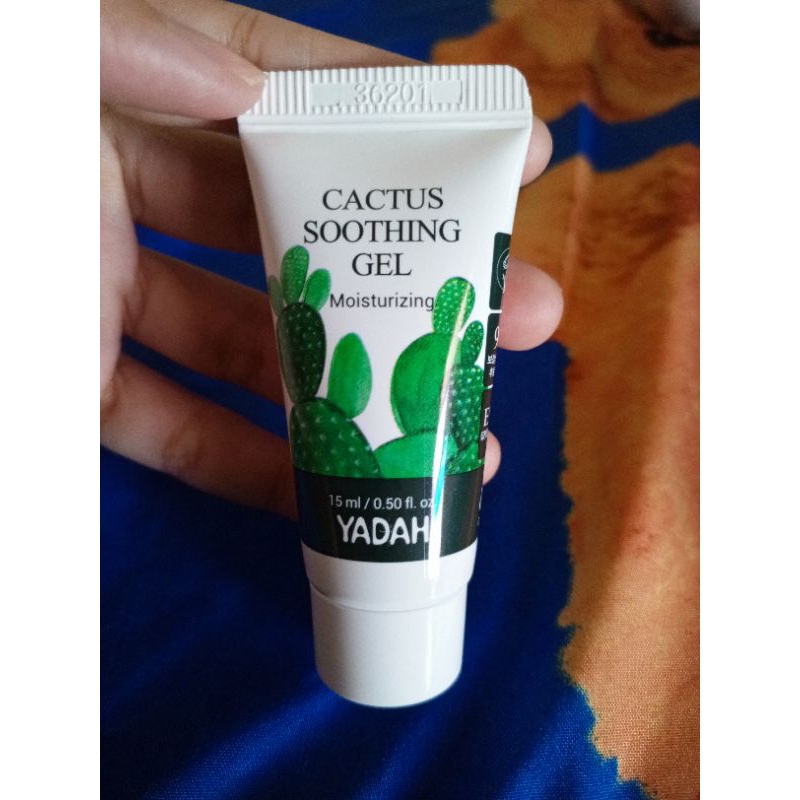 36201
CACTUS
SOOTHING
GEL
Moisturizing
15 ml / 0.50 fl. oz
YADAH